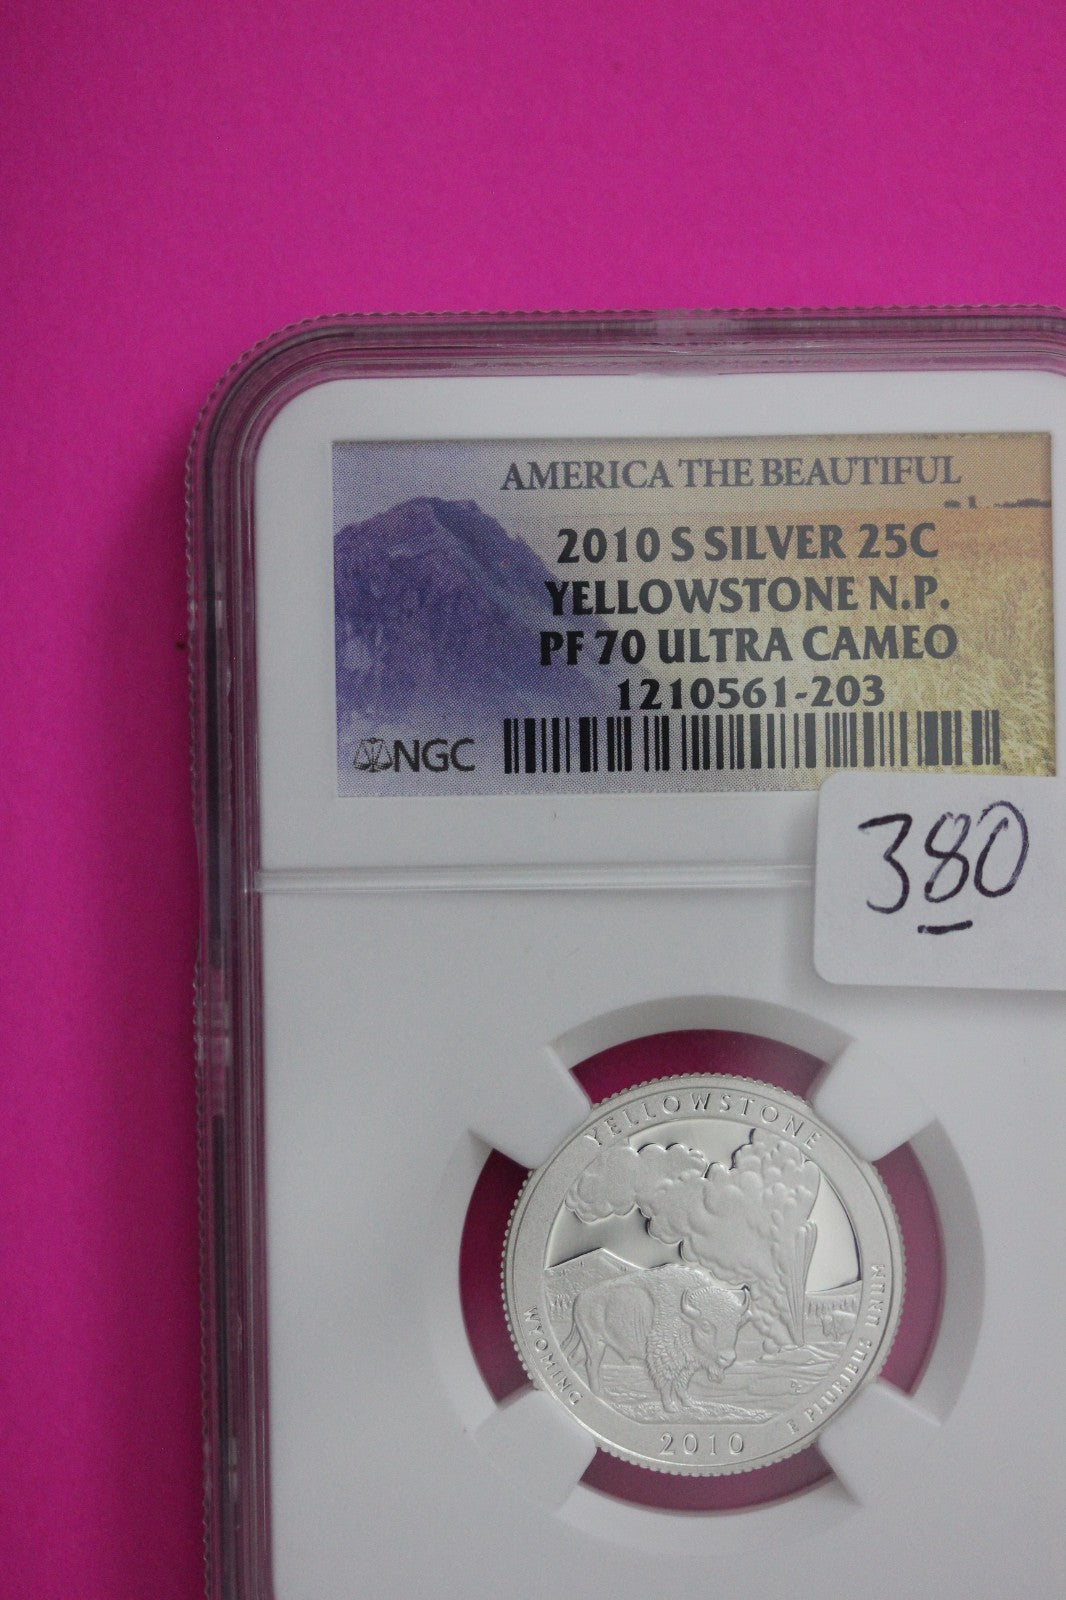 AMERICA THE BEAUTIFUL
2010 S SILVER 25C
YELLOWSTONE N.P.
PF 70 ULTRA CAMEO
1210561-203
NGC
380
YELLOWSTONE
WYOMING
E PLURIBUS UNUM
2010